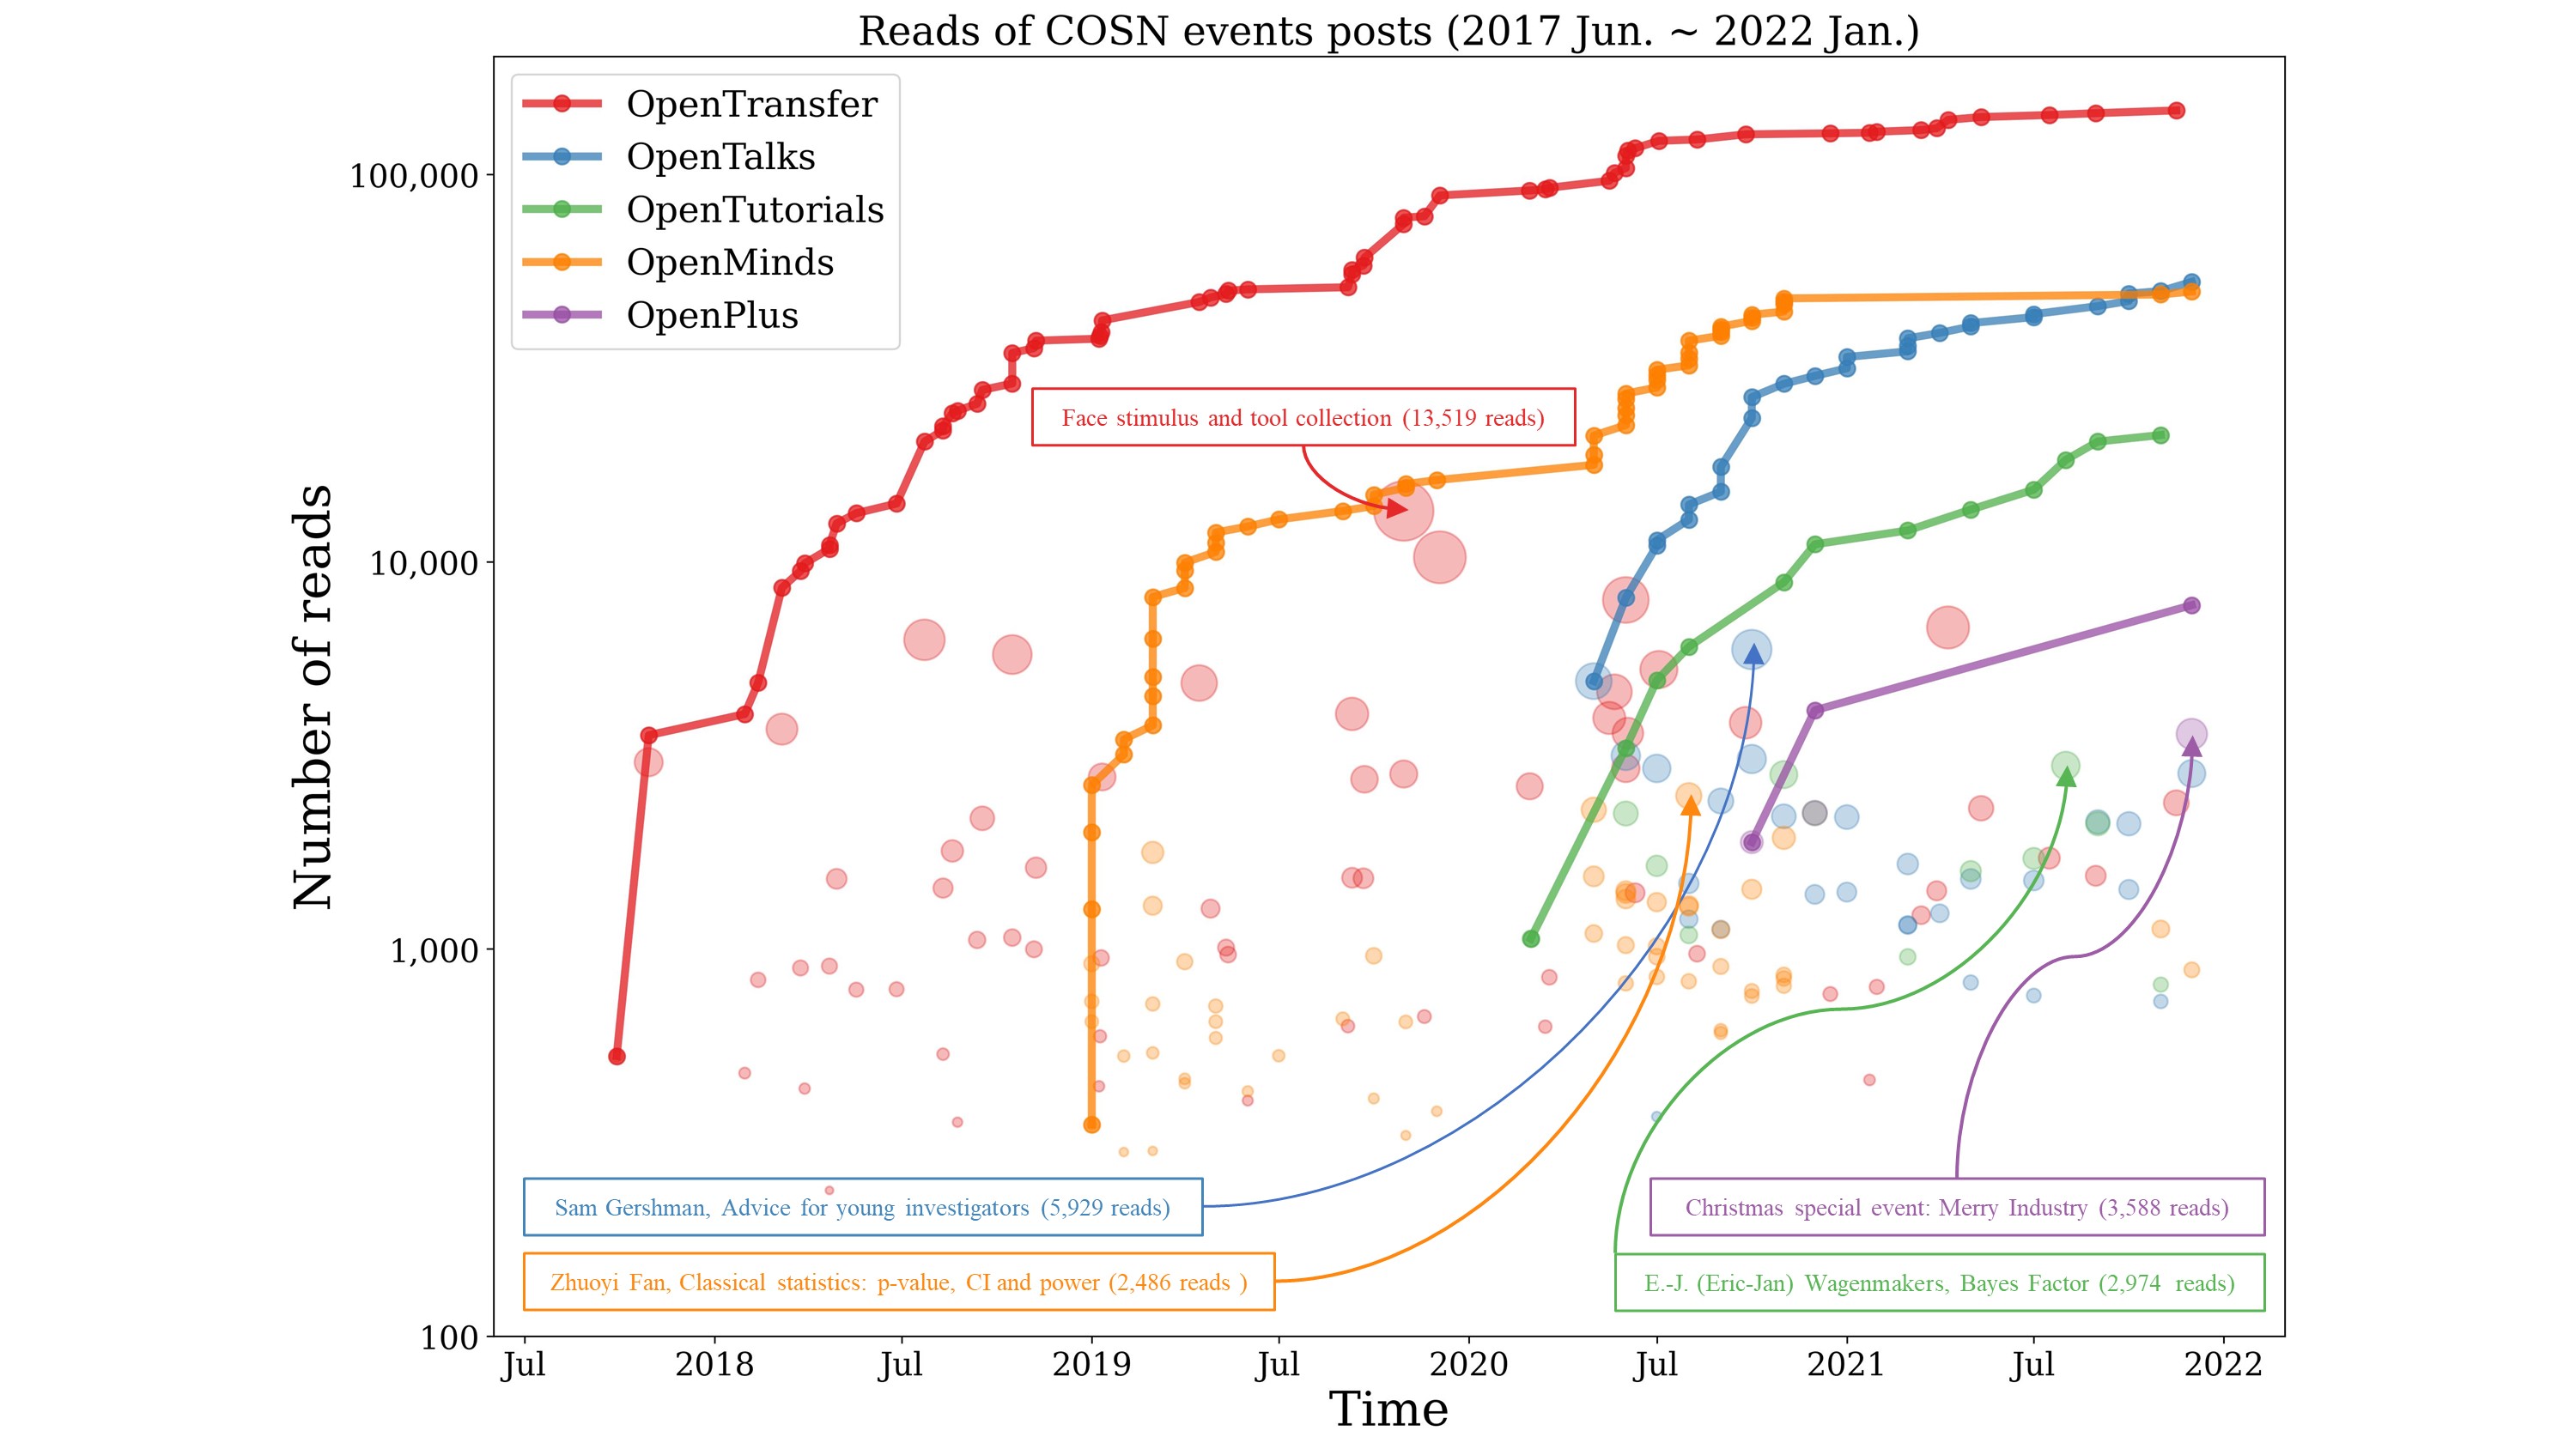 Reads of COSN events posts (2017 Jun. ~ 2022 Jan.)
OpenTransfer
OpenTalks
OpenTutorials
OpenMinds
OpenPlus
Number of reads
100,000
10,000
1,000
100
Face stimulus and tool collection (13,519 reads)
Sam Gershman, Advice for young investigators (5,929 reads)
Christmas special event: Merry Industry (3,588 reads)
Zhuoyi Fan, Classical statistics: p-value, CI and power (2,486 reads )
E.-J. (Eric-Jan) Wagenmakers, Bayes Factor (2,974 reads)
Jul 2018 Jul 2019 Jul 2020 Jul 2021 Jul 2022
Time